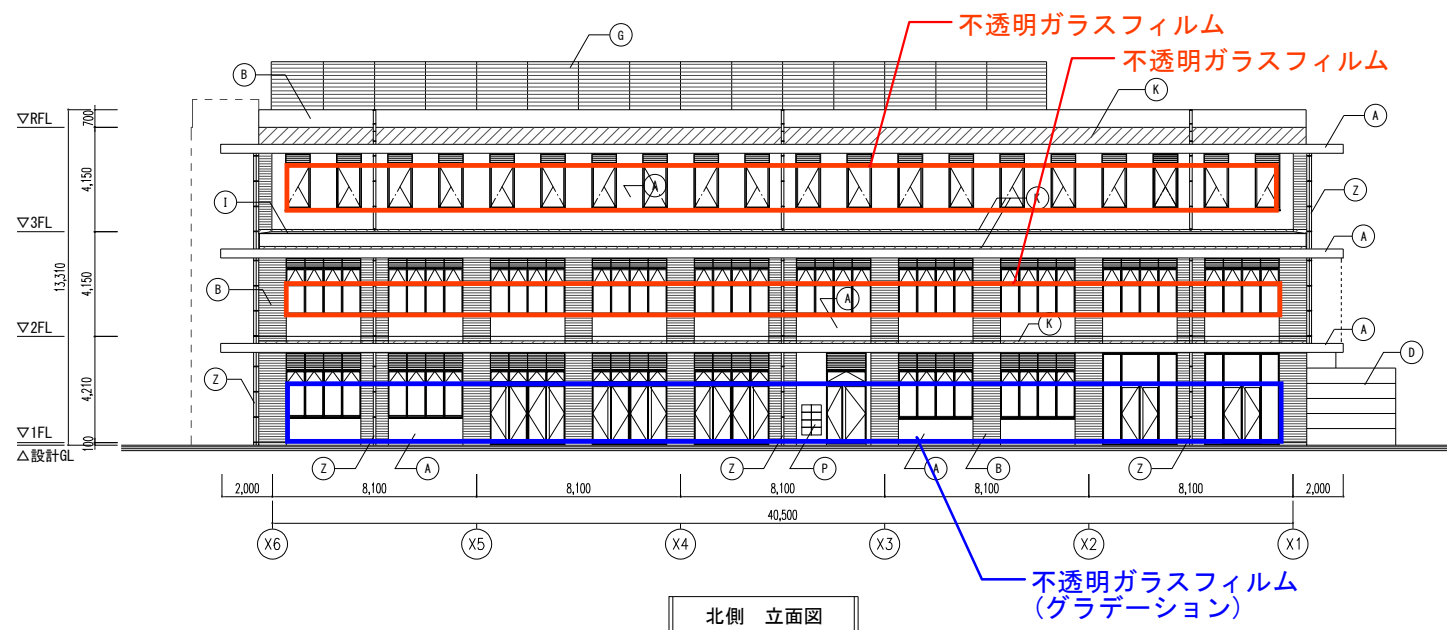 不透明ガラスフィルム
不透明ガラスフィルム
G
B
K
A
▽RFL
700
4,150
A
Z
I
K
▽3FL
A
13,310
4,150
B
A
▽2FL
K
A
D
Z
4,210
▽1FL
100
△設計GL
Z
A
Z
P
A
B
Z
2,000
8,100
8,100
8,100
8,100
8,100
2,000
40,500
X6
X5
X4
X3
X2
X1
不透明ガラスフィルム
(グラデーション)
北側　立面図